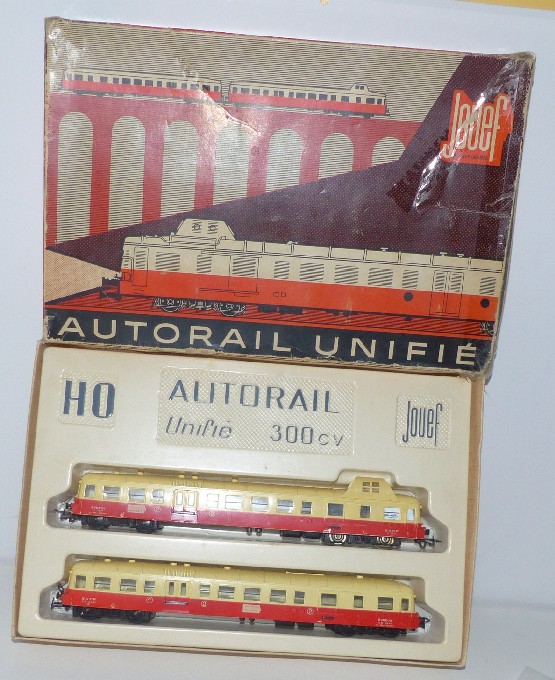 Jouef
AUTORAIL UNIFIÉ
HO AUTORAIL
Unifié 300 CV Jouef